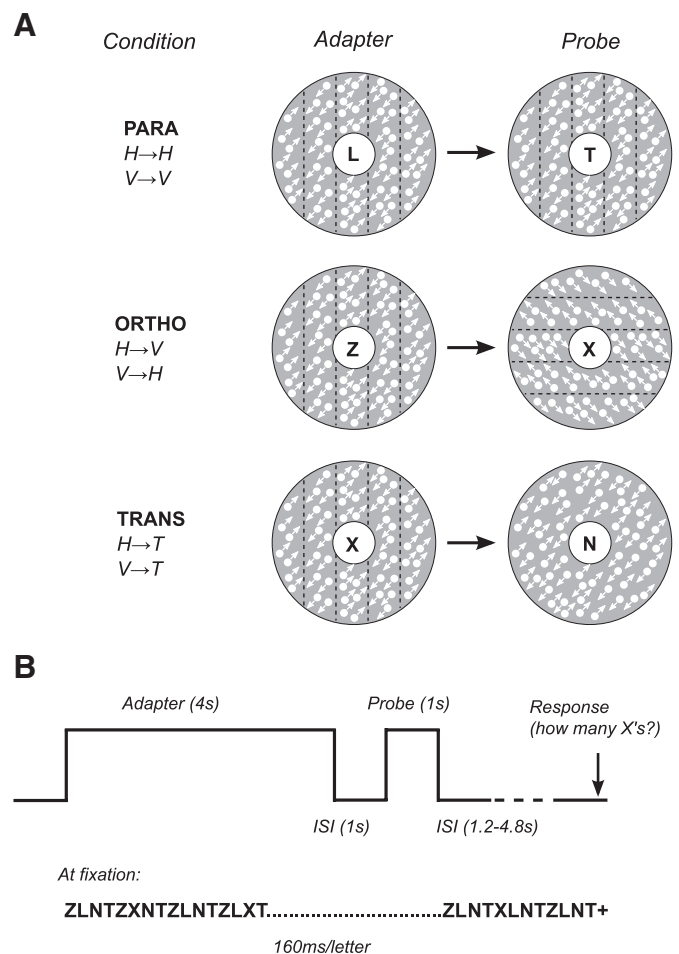 A
Condition Adapter Probe
PARA
H→H
V→V
L T
ORTHO
H→V
V→H
Z X
TRANS
H→T
V→T
X N
B
Adapter (4s) Probe (1s)
Response
(how many X's?)
ISI (1s) ISI (1.2-4.8s)
At fixation:
ZLNTZXNTZLNTZLXT..............................ZLNTXLNTZLNT+
160ms/letter